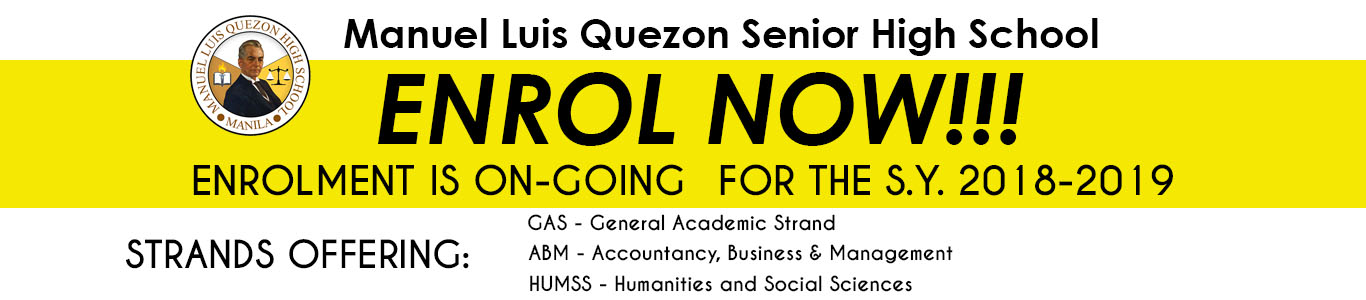 Manuel Luis Quezon Senior High School
MANUEL LUIS QUEZON HIGH SCHOOL
MANILA
ENROL NOW!!!
ENROLMENT IS ON-GOING FOR THE S.Y. 2018-2019
STRANDS OFFERING:
GAS - General Academic Strand
ABM - Accountancy, Business & Management
HUMSS - Humanities and Social Sciences